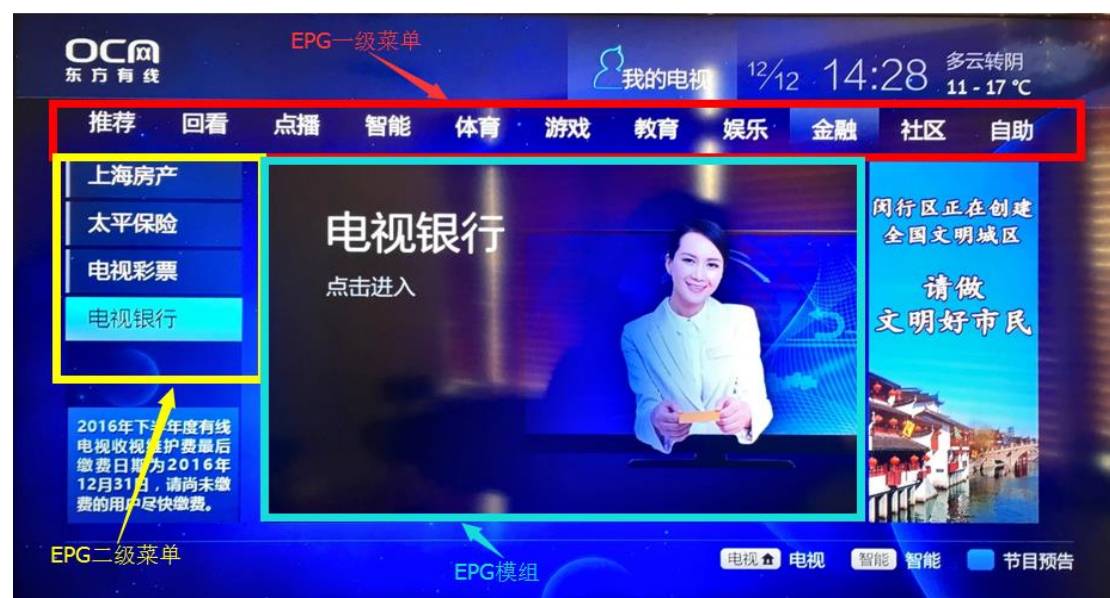 EPG一级菜单
OCN网
东方有线
我的电视
12/12
14:28
多云转阴
11 - 17 ℃
推荐 回看 点播 智能 体育 游戏 教育 娱乐 金融 社区 自助
上海房产
太平保险
电视彩票
电视银行
电视银行
点击进入
闵行区正在创建
全国文明城区
请做
文明好市民
2016年下半年度有线
电视收视维护费最后
缴费日期为2016年
12月31日，请尚未缴
费的用户尽快缴费。
EPG二级菜单
EPG模组
电视 电视 智能 智能 节目预告